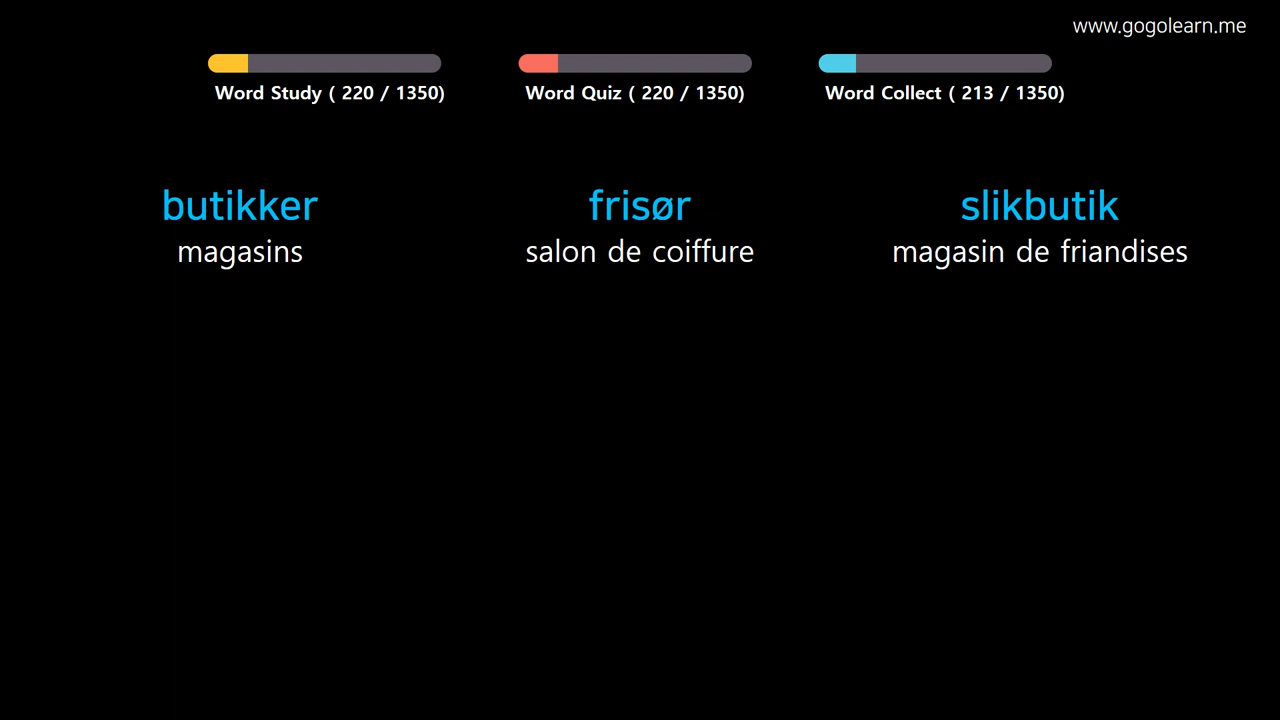 www.gogolearn.me
Word Study ( 220 / 1350)
Word Quiz ( 220 / 1350)
Word Collect ( 213 / 1350)
butikker
magasins
frisør
salon de coiffure
slikbutik
magasin de friandises